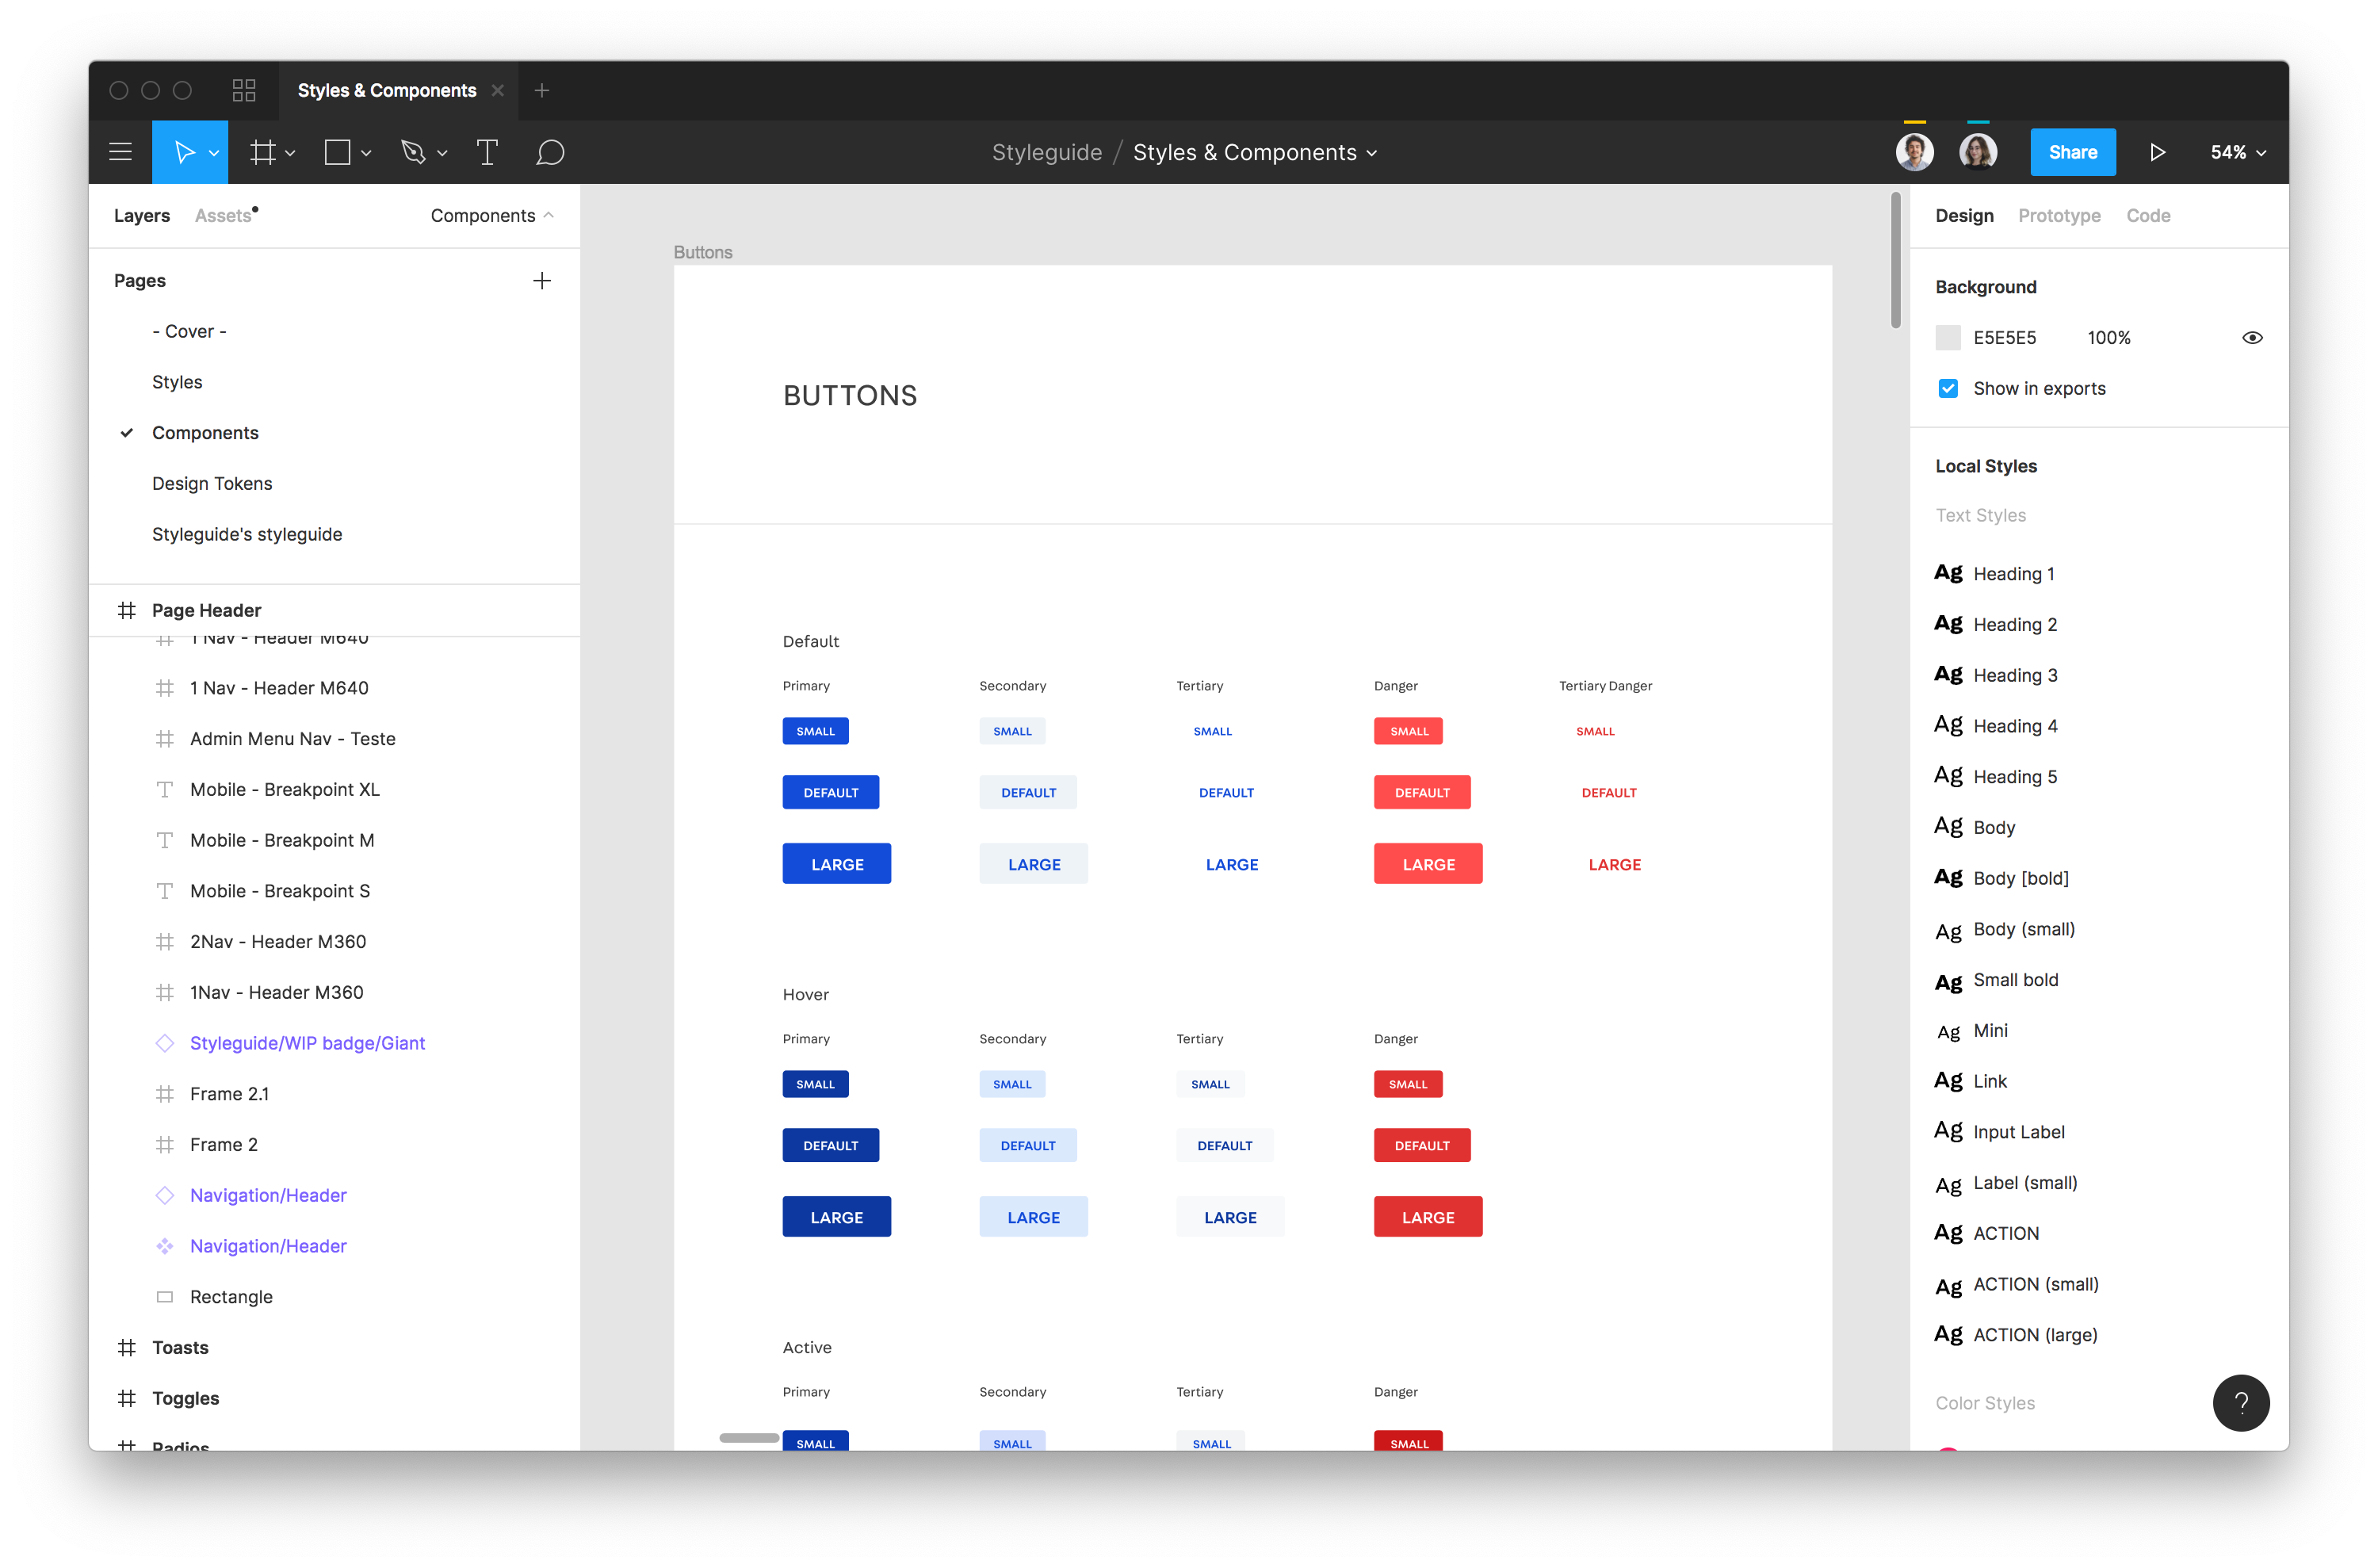 Styles & Components
Styleguide / Styles & Components
Share
54%
Layers
Assets
Components
Pages
- Cover -
Styles
Components
Design Tokens
Styleguide's styleguide
Page Header
1 Nav - Header M640
1 Nav - Header M640
Admin Menu Nav - Teste
Mobile - Breakpoint XL
Mobile - Breakpoint M
Mobile - Breakpoint S
2Nav - Header M360
1Nav - Header M360
Styleguide/WIP badge/Giant
Frame 2.1
Frame 2
Navigation/Header
Navigation/Header
Rectangle
Toasts
Toggles
Radios
Buttons
BUTTONS
Default
Primary Secondary Tertiary Danger Tertiary Danger
SMALL SMALL SMALL SMALL SMALL
DEFAULT DEFAULT DEFAULT DEFAULT DEFAULT
LARGE LARGE LARGE LARGE LARGE
Hover
Primary Secondary Tertiary Danger
SMALL SMALL SMALL SMALL
DEFAULT DEFAULT DEFAULT DEFAULT
LARGE LARGE LARGE LARGE
Active
Primary Secondary Tertiary Danger
SMALL SMALL SMALL SMALL
Design Prototype Code
Background
E5E5E5 100%
Show in exports
Local Styles
Text Styles
Ag Heading 1
Ag Heading 2
Ag Heading 3
Ag Heading 4
Ag Heading 5
Ag Body
Ag Body [bold]
Ag Body (small)
Ag Small bold
Ag Mini
Ag Link
Ag Input Label
Ag Label (small)
Ag ACTION
Ag ACTION (small)
Ag ACTION (large)
Color Styles
?